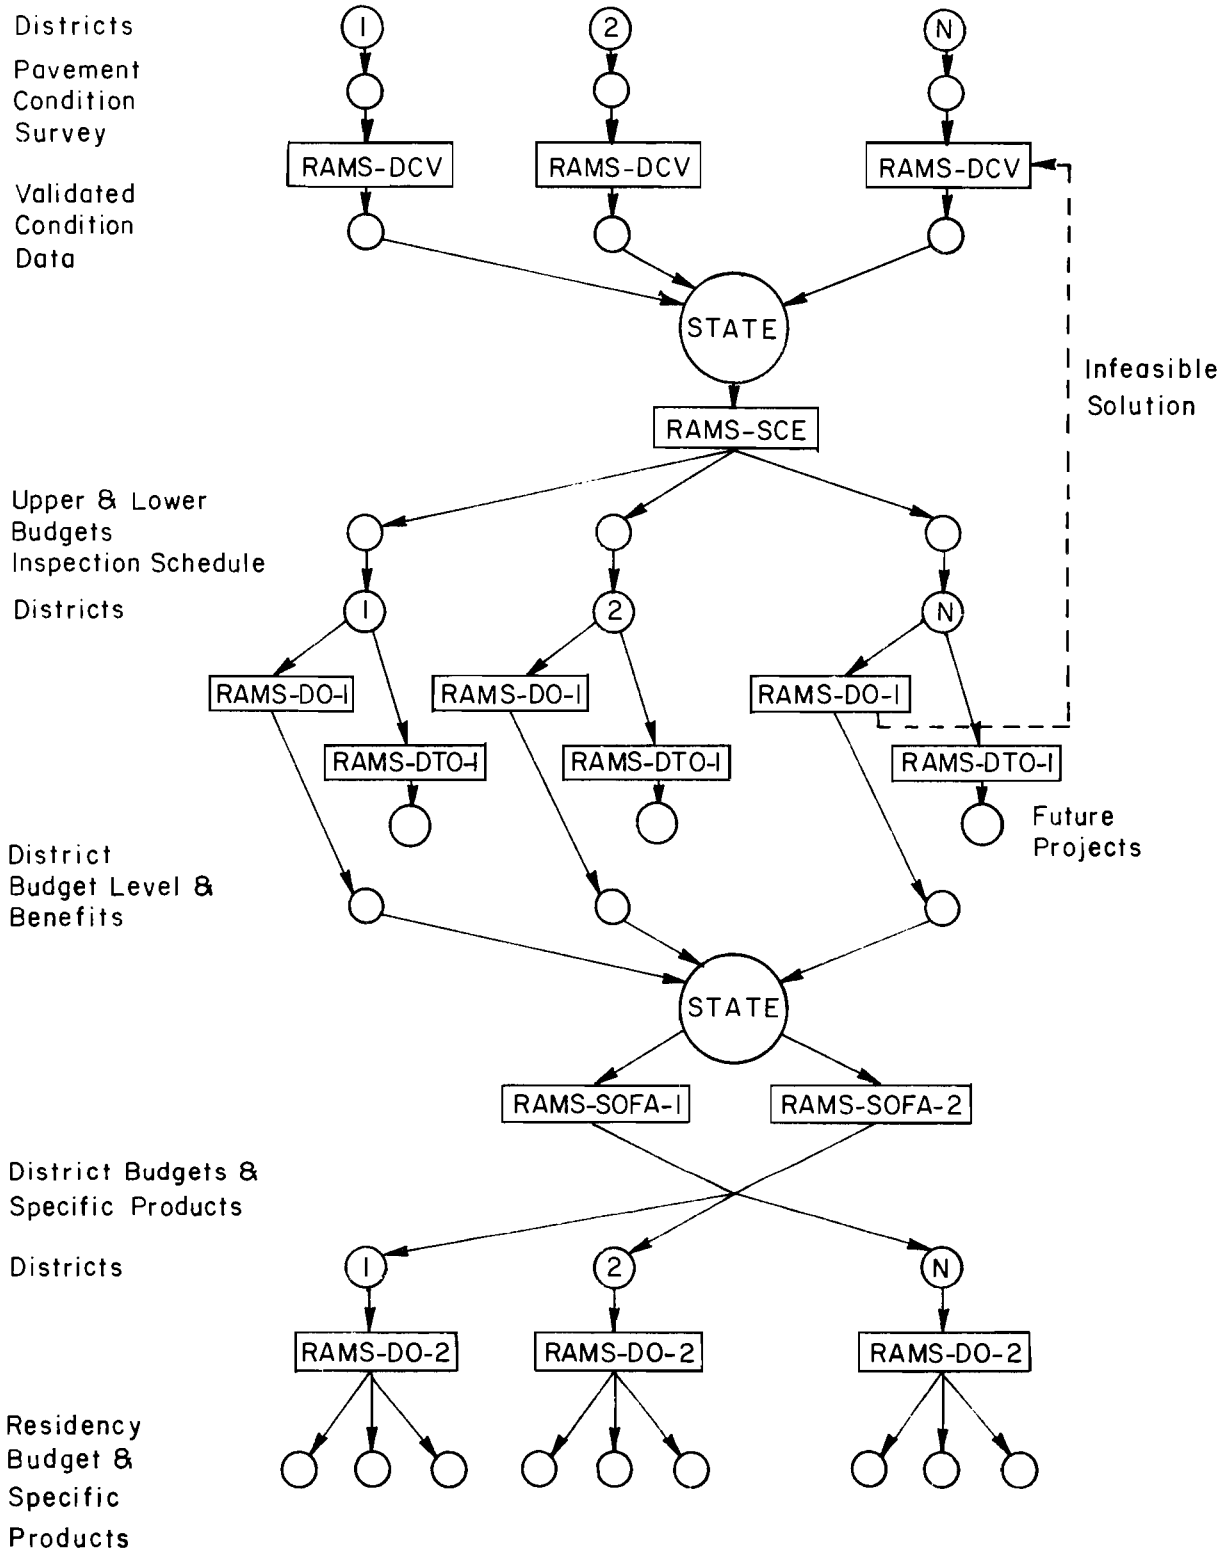 Districts
1
2
N
Pavement
Condition
Survey
RAMS-DCV
RAMS-DCV
RAMS-DCV
Validated
Condition
Data
STATE
Infeasible
Solution
RAMS-SCE
Upper & Lower
Budgets
Inspection Schedule
Districts
1
2
N
RAMS-DO-1
RAMS-DO-1
RAMS-DO-1
RAMS-DTO-1
RAMS-DTO-1
RAMS-DTO-1
Future
Projects
District
Budget Level &
Benefits
STATE
RAMS-SOFA-1
RAMS-SOFA-2
District Budgets &
Specific Products
Districts
1
2
N
RAMS-DO-2
RAMS-DO-2
RAMS-DO-2
Residency
Budget &
Specific
Products